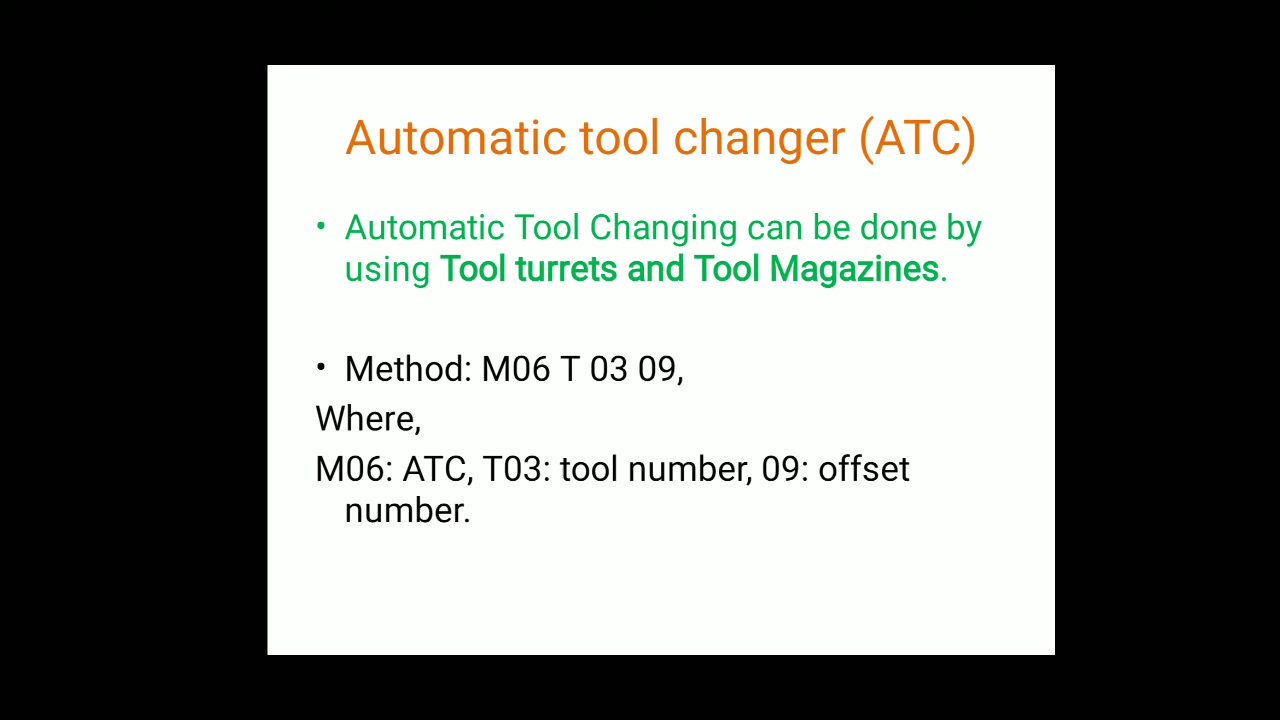 Automatic tool changer (ATC)
• Automatic Tool Changing can be done by
using Tool turrets and Tool Magazines.
• Method: M06 T 03 09,
Where,
M06: ATC, T03: tool number, 09: offset
number.